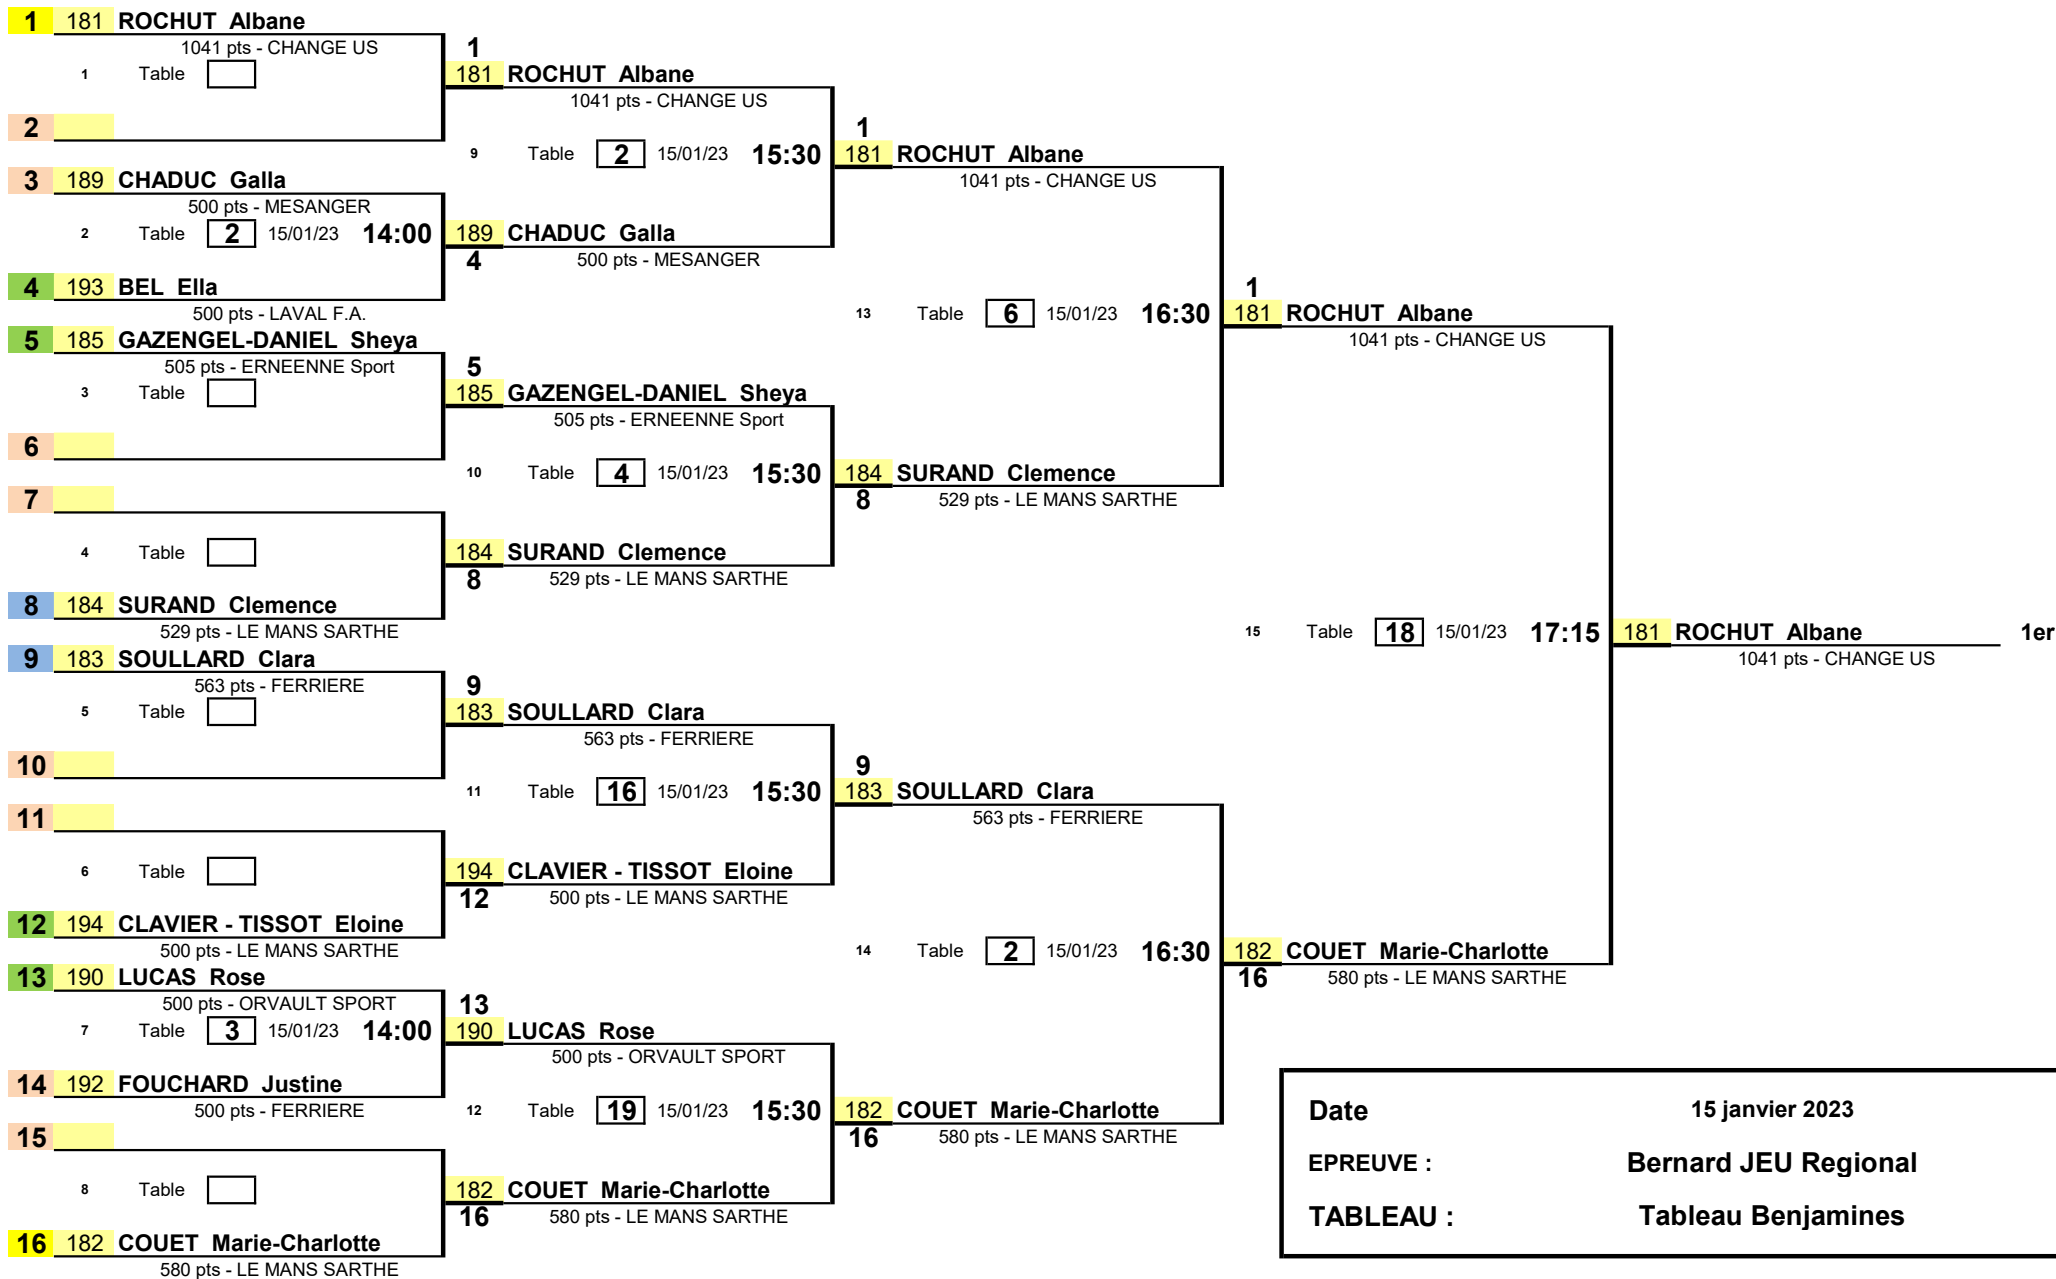 1 181 ROCHUT Albane
1041 pts - CHANGE US
1 Table
2
3 189 CHADUC Galla
500 pts - MESANGER
2 Table 2 15/01/23 14:00
4 193 BEL Ella
500 pts - LAVAL F.A.
5 185 GAZENGEL-DANIEL Sheya
505 pts - ERNEENNE Sport
3 Table
6
7
4 Table
8 184 SURAND Clemence
529 pts - LE MANS SARTHE
9 183 SOULLARD Clara
563 pts - FERRIERE
5 Table
10
11
6 Table
12 194 CLAVIER - TISSOT Eloine
500 pts - LE MANS SARTHE
13 190 LUCAS Rose
500 pts - ORVAULT SPORT
7 Table 3 15/01/23 14:00
14 192 FOUCHARD Justine
500 pts - FERRIERE
15
8 Table
16 182 COUET Marie-Charlotte
580 pts - LE MANS SARTHE
1
181 ROCHUT Albane
1041 pts - CHANGE US
9 Table 2 15/01/23 15:30
189 CHADUC Galla
4 500 pts - MESANGER
5
185 GAZENGEL-DANIEL Sheya
505 pts - ERNEENNE Sport
10 Table 4 15/01/23 15:30
184 SURAND Clemence
8 529 pts - LE MANS SARTHE
9
183 SOULLARD Clara
563 pts - FERRIERE
11 Table 16 15/01/23 15:30
194 CLAVIER - TISSOT Eloine
12 500 pts - LE MANS SARTHE
13
190 LUCAS Rose
500 pts - ORVAULT SPORT
12 Table 19 15/01/23 15:30
182 COUET Marie-Charlotte
16 580 pts - LE MANS SARTHE
1
181 ROCHUT Albane
1041 pts - CHANGE US
13 Table 6 15/01/23 16:30
184 SURAND Clemence
8 529 pts - LE MANS SARTHE
9
183 SOULLARD Clara
563 pts - FERRIERE
14 Table 2 15/01/23 16:30
182 COUET Marie-Charlotte
16 580 pts - LE MANS SARTHE
1
181 ROCHUT Albane
1041 pts - CHANGE US
15 Table 18 15/01/23 17:15
182 COUET Marie-Charlotte
16 580 pts - LE MANS SARTHE
181 ROCHUT Albane 1er
1041 pts - CHANGE US
Date 15 janvier 2023
EPREUVE : Bernard JEU Regional
TABLEAU : Tableau Benjamines